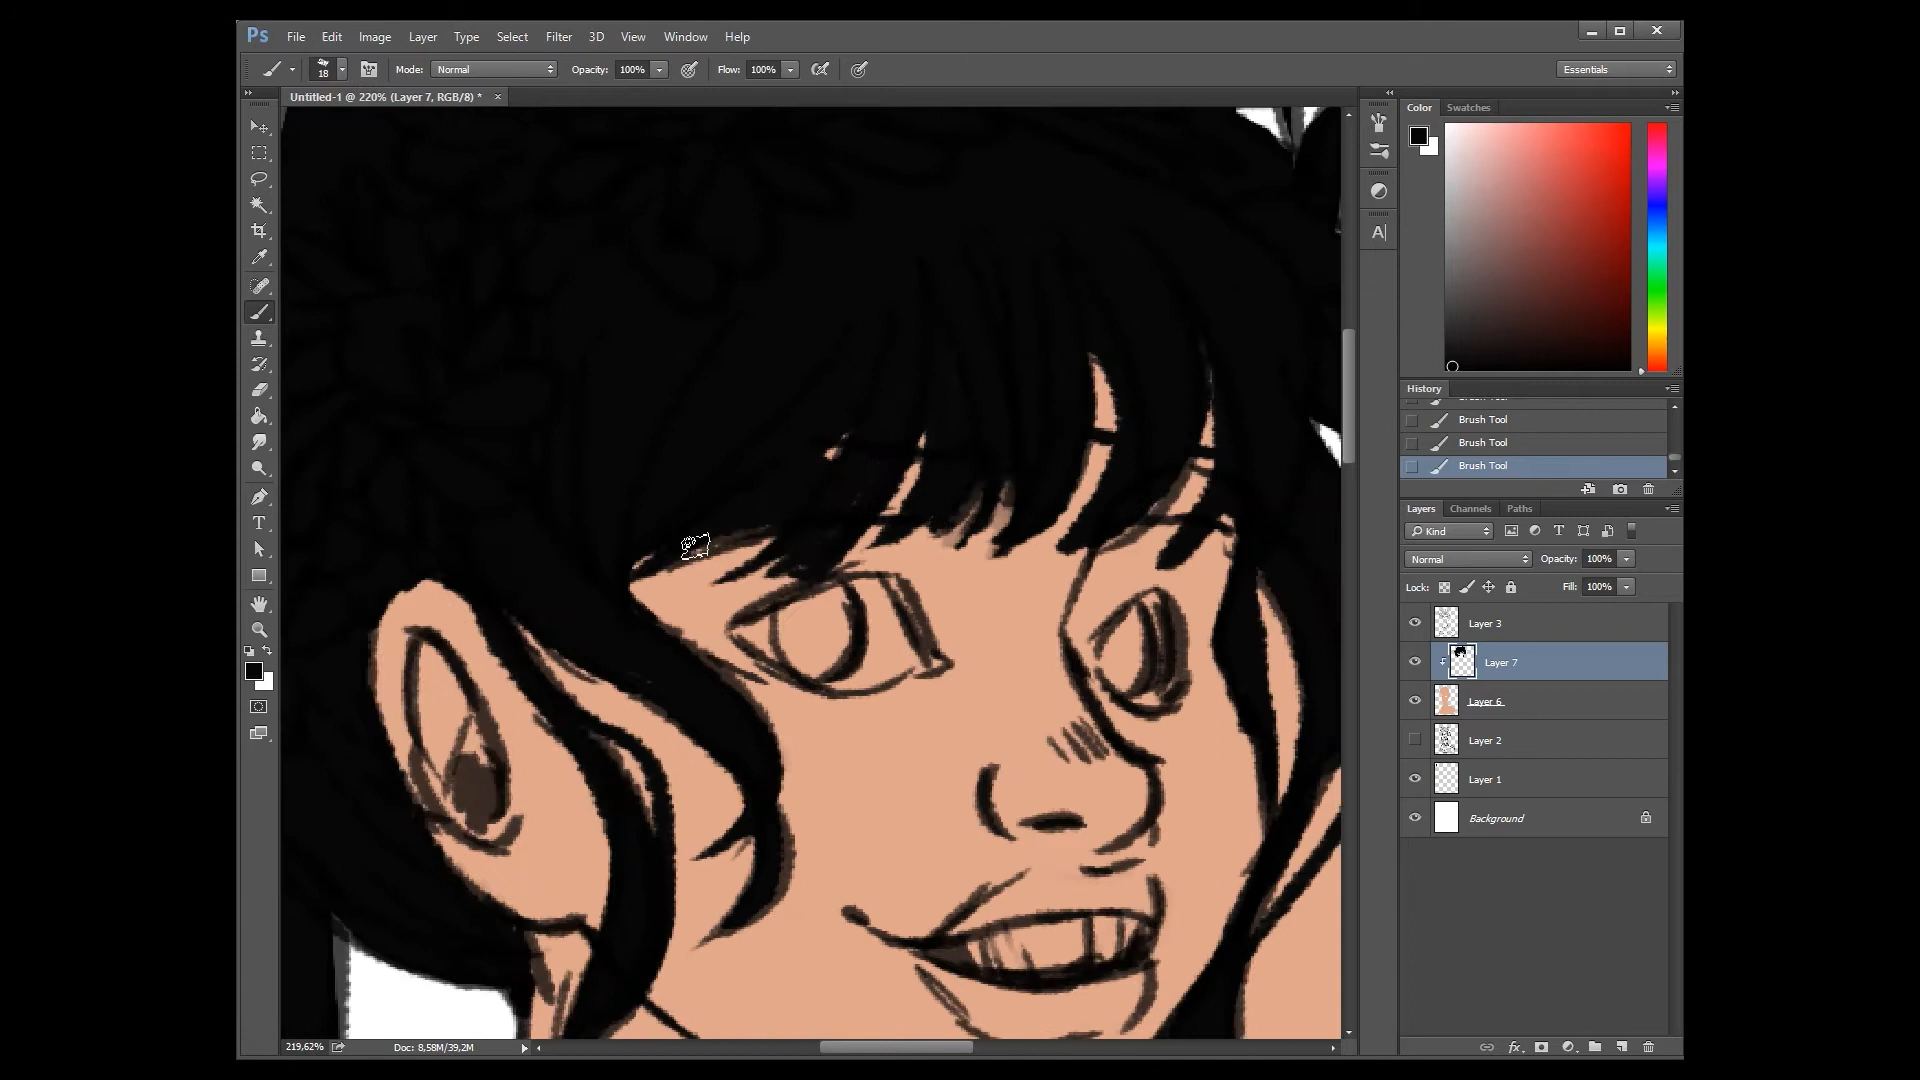 Ps File Edit Image Layer Type Select Filter 3D View Window Help
18 Mode: Normal Opacity: 100% Flow: 100% Essentials
Untitled-1 @ 220% (Layer 7, RGB/8) * ×
Color Swatches
History
Brush Tool
Brush Tool
Brush Tool
Layers Channels Paths
Kind
Normal Opacity: 100%
Lock: Fill: 100%
Layer 3
Layer 7
Layer 6
Layer 2
Layer 1
Background
219,62% Doc: 8,58M/39,2M